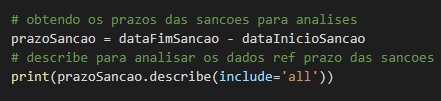 # obtendo os prazos das sancoes para analises
prazoSancao = dataFimSancao - dataInicioSancao
# describe para analisar os dados ref prazo das sancoes
print(prazoSancao.describe(include='all'))